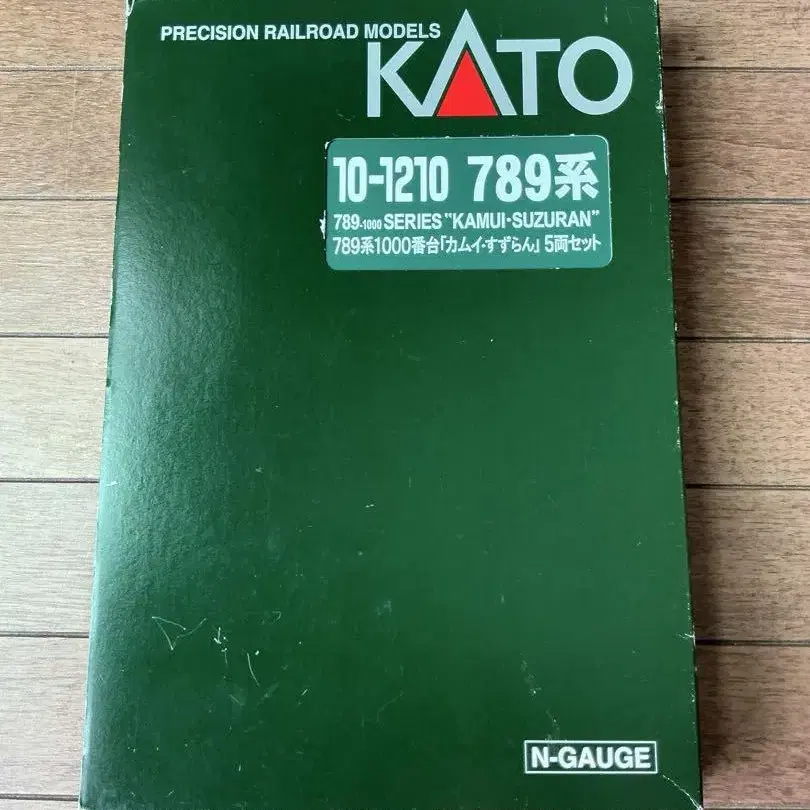 PRECISION RAILROAD MODELS
KATO
10-1210 789系
789-1000 SERIES "KAMUI・SUZURAN"
789系1000番台「カムイ・すずらん」 5両セット
N-GAUGE